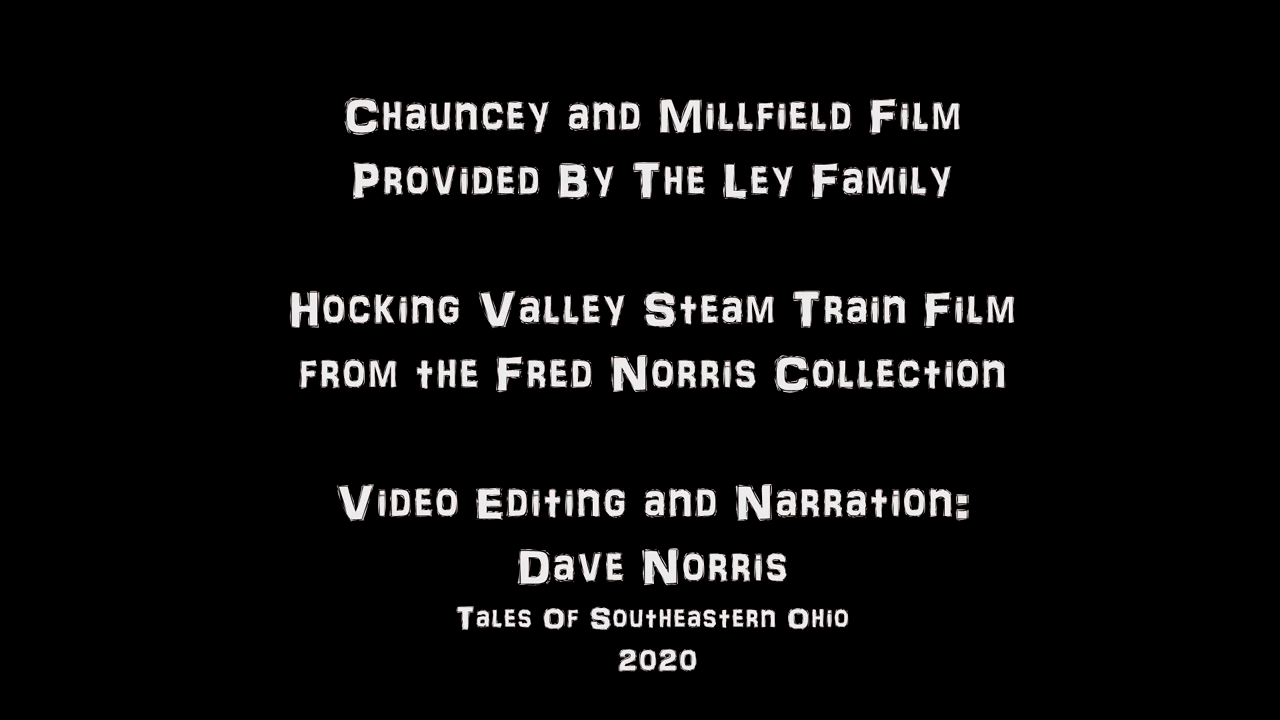 Chauncey and Millfield Film
Provided By The Ley Family
Hocking Valley Steam Train Film
from the Fred Norris Collection
Video Editing and Narration:
Dave Norris
Tales Of Southeastern Ohio
2020